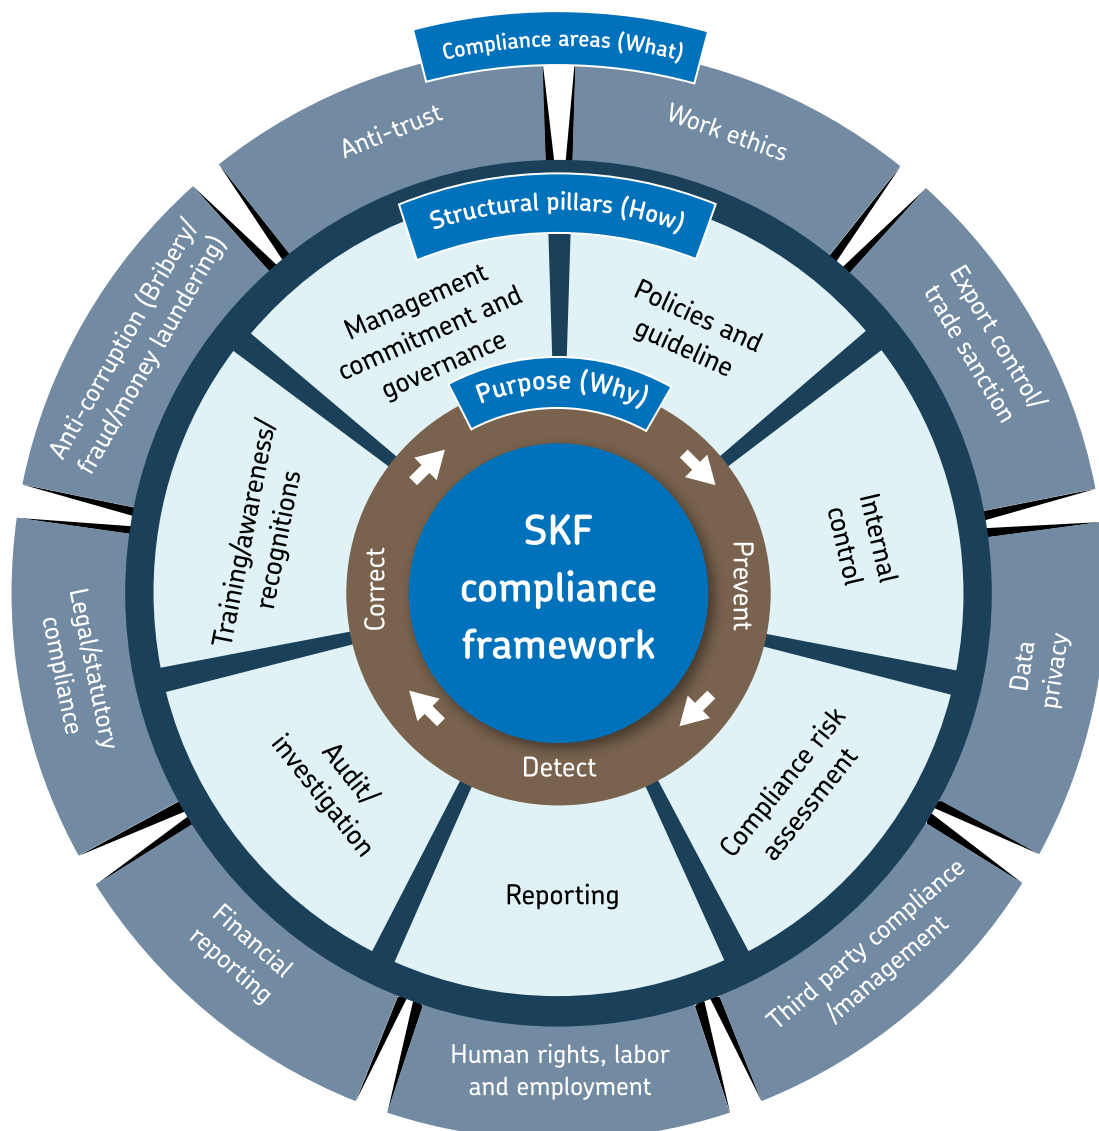 Compliance areas (What)
Anti-trust
Work ethics
Export control/
trade sanction
Data
privacy
Third party compliance
/management
Human rights, labor
and employment
Financial
reporting
Legal/statutory
compliance
Anti-corruption (Bribery/
fraud/money laundering)
Structural pillars (How)
Management
commitment and
governance
Policies and
guideline
Internal
control
Compliance risk
assessment
Reporting
Audit/
investigation
Training/awareness/
recognitions
Purpose (Why)
Prevent
Detect
Correct
SKF
compliance
framework